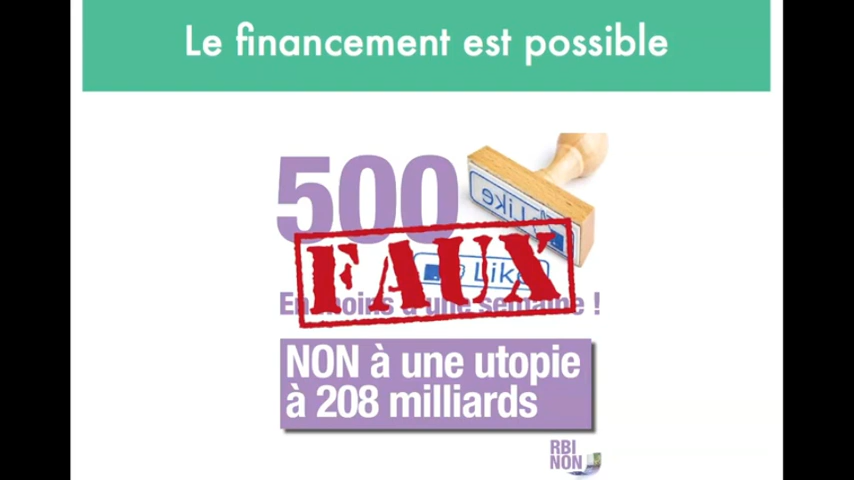 Le financement est possible
500
Like
Like
FAUX
En moins d'une semaine !
NON à une utopie
à 208 milliards
RBI
NON